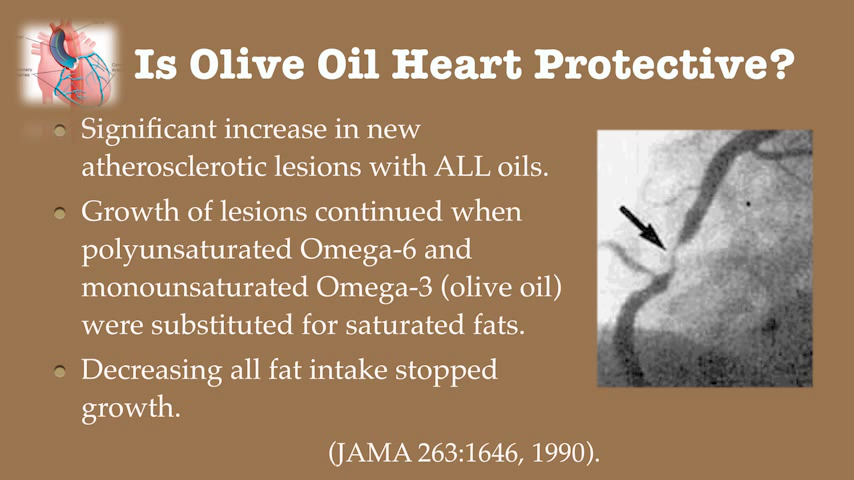 Is Olive Oil Heart Protective?
Significant increase in new
atherosclerotic lesions with ALL oils.
Growth of lesions continued when
polyunsaturated Omega-6 and
monounsaturated Omega-3 (olive oil)
were substituted for saturated fats.
Decreasing all fat intake stopped
growth.
(JAMA 263:1646, 1990).